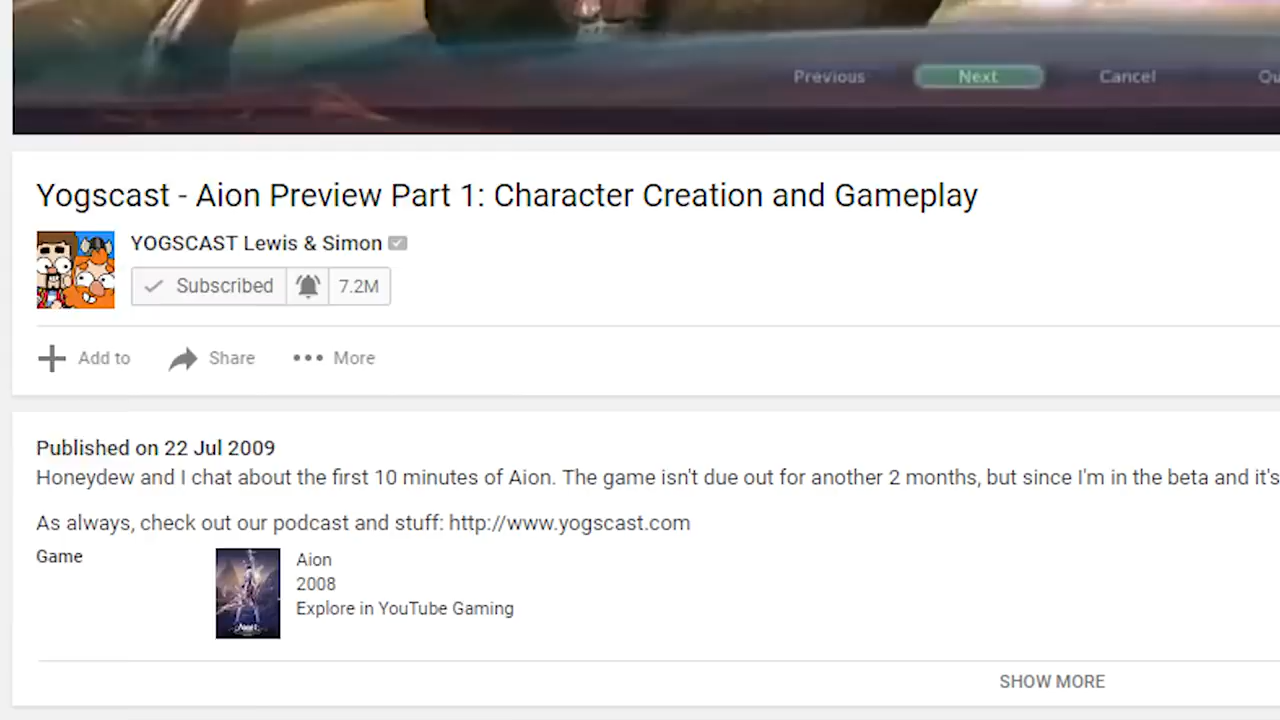 Previous Next Cancel
Yogscast - Aion Preview Part 1: Character Creation and Gameplay
YOGSCAST Lewis & Simon
Subscribed 7.2M
Add to Share More
Published on 22 Jul 2009
Honeydew and I chat about the first 10 minutes of Aion. The game isn't due out for another 2 months, but since I'm in the beta and it's
As always, check out our podcast and stuff: http://www.yogscast.com
Game
Aion
2008
Explore in YouTube Gaming
SHOW MORE